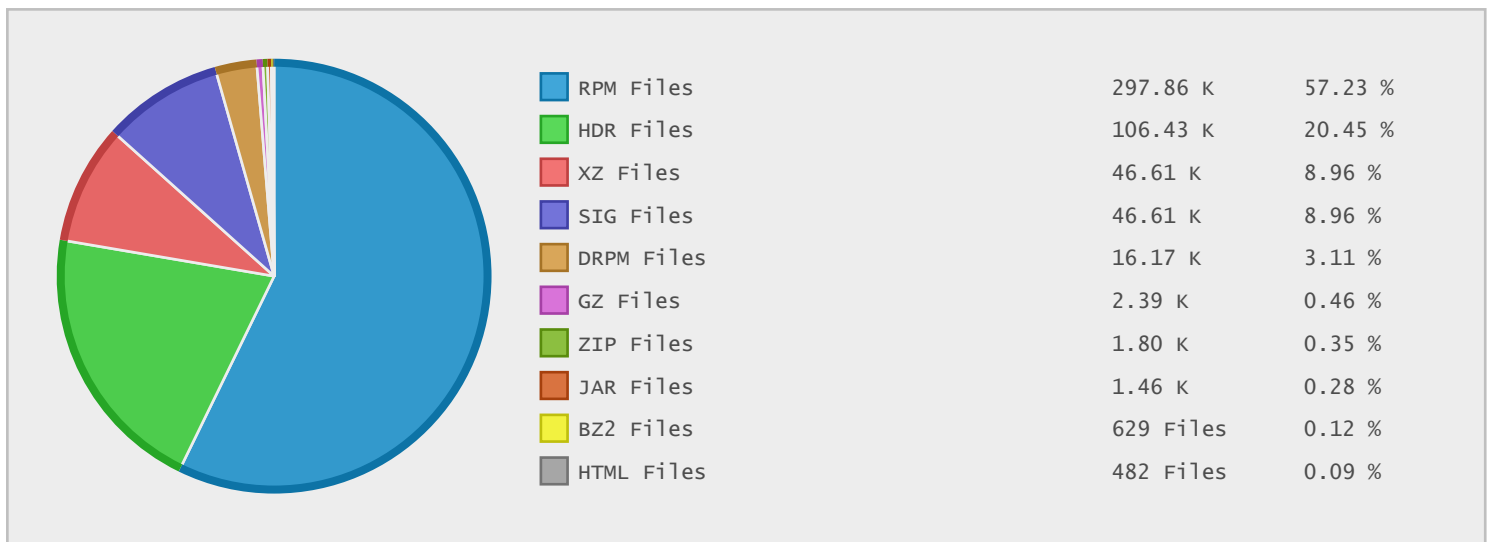 RPM Files 297.86 K 57.23 %
HDR Files 106.43 K 20.45 %
XZ Files 46.61 K 8.96 %
SIG Files 46.61 K 8.96 %
DRPM Files 16.17 K 3.11 %
GZ Files 2.39 K 0.46 %
ZIP Files 1.80 K 0.35 %
JAR Files 1.46 K 0.28 %
BZ2 Files 629 Files 0.12 %
HTML Files 482 Files 0.09 %